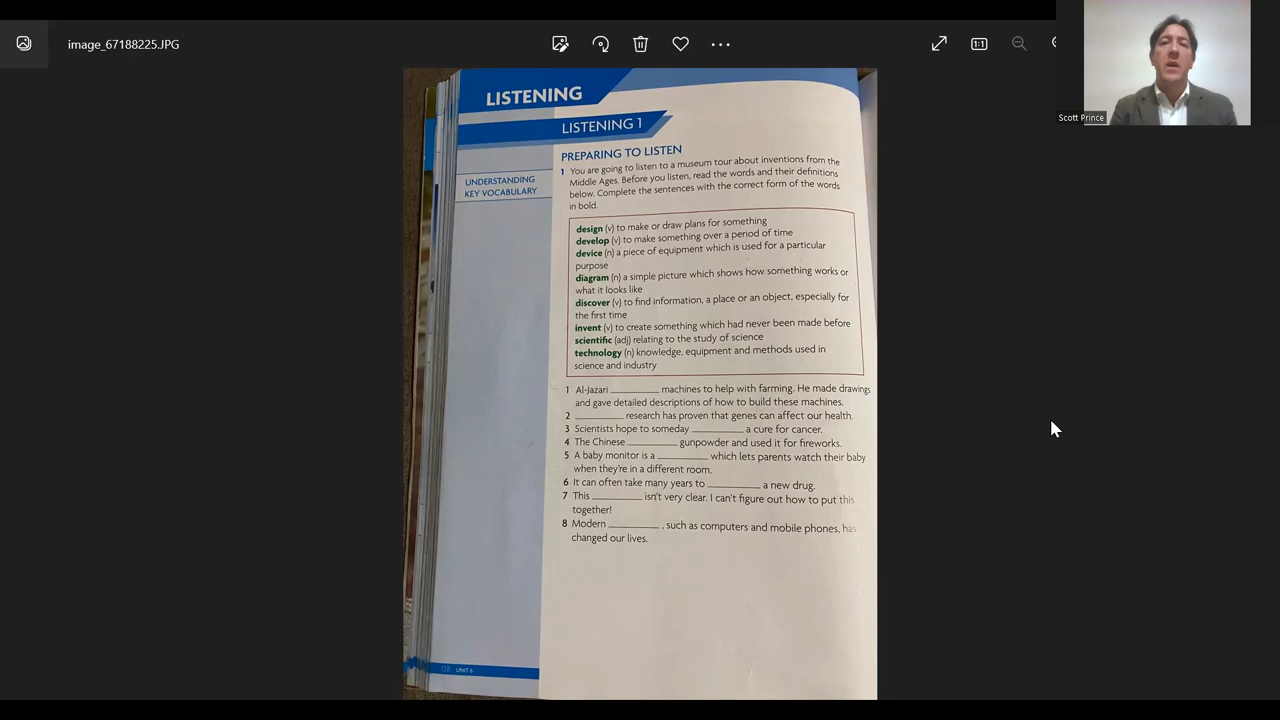 image_67188225.JPG
Scott Prince
LISTENING
LISTENING 1
UNDERSTANDING
KEY VOCABULARY
PREPARING TO LISTEN
1 You are going to listen to a museum tour about inventions from the
Middle Ages. Before you listen, read the words and their definitions
below. Complete the sentences with the correct form of the words
in bold.
design (v) to make or draw plans for something
develop (v) to make something over a period of time
device (n) a piece of equipment which is used for a particular
purpose
diagram (n) a simple picture which shows how something works or
what it looks like
discover (v) to find information, a place or an object, especially for
the first time
invent (v) to create something which had never been made before
scientific (adj) relating to the study of science
technology (n) knowledge, equipment and methods used in
science and industry
1 Al-Jazari __________ machines to help with farming. He made drawings
and gave detailed descriptions of how to build these machines.
2 __________ research has proven that genes can affect our health.
3 Scientists hope to someday __________ a cure for cancer.
4 The Chinese __________ gunpowder and used it for fireworks.
5 A baby monitor is a __________ which lets parents watch their baby
when they're in a different room.
6 It can often take many years to __________ a new drug.
7 This __________ isn't very clear. I can't figure out how to put this
together!
8 Modern __________, such as computers and mobile phones, has
changed our lives.
128 UNIT 6